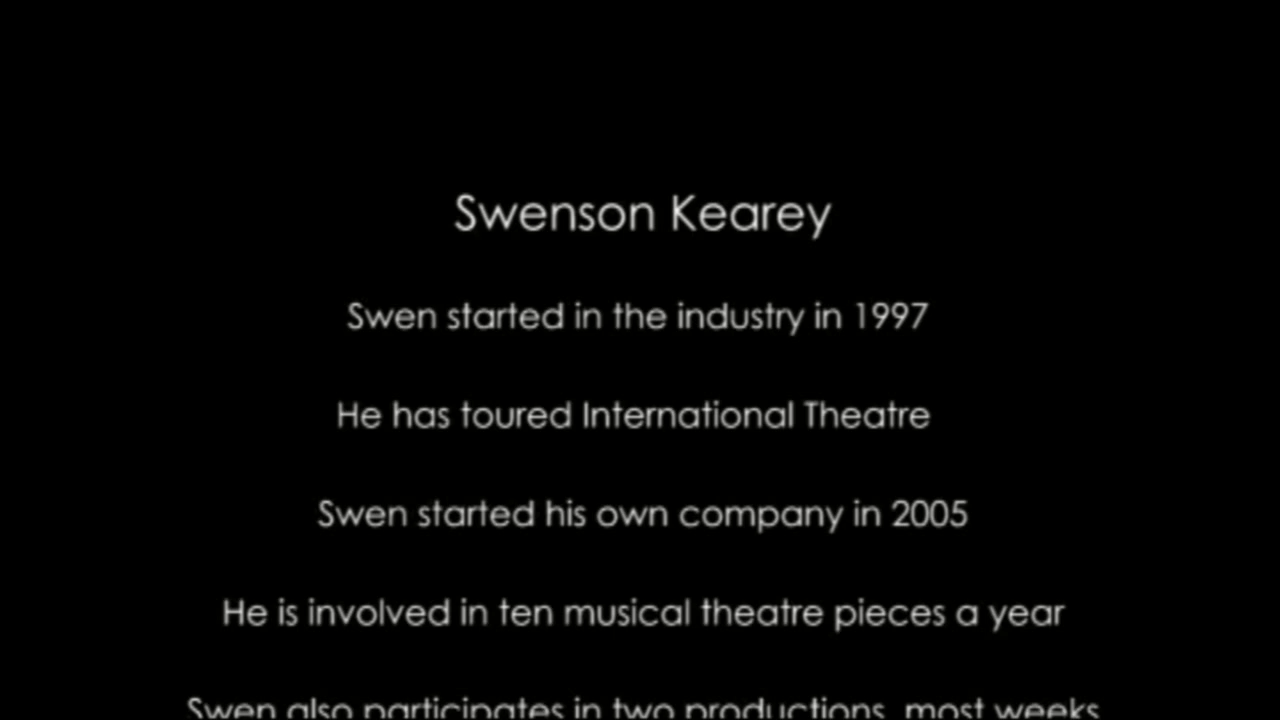 Swenson Kearey
Swen started in the industry in 1997
He has toured International Theatre
Swen started his own company in 2005
He is involved in ten musical theatre pieces a year
Swen also participates in two productions, most weeks